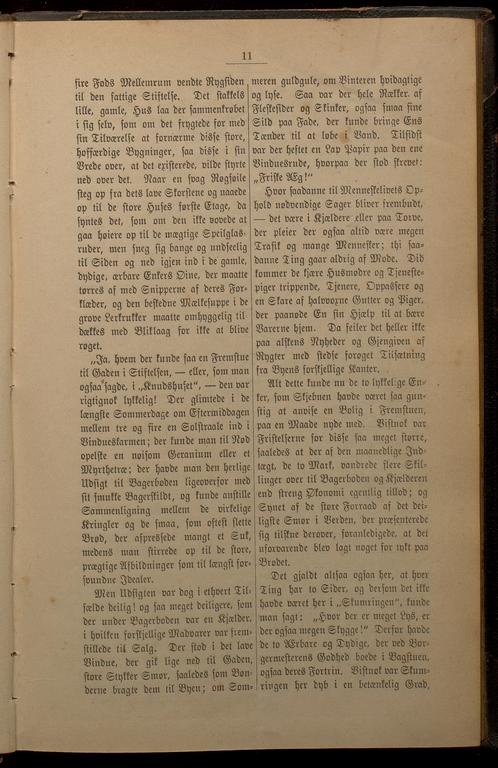 11
fire Fods Mellemrum vendte Rygsiden
til den fattige Stiftelse. Det stakkels
lille, gamle, Hus laa der sammenkrøbet
i sig selv, som om det frygtede for med
sin Tilværelse at fornærme disse store,
hoffærdige Bygninger, saa disse i sin
Vrede over, at det existerede, vilde styrte
ned over det. Naar en svag Røgsøile
steg op fra dets lave Skorstene og naaede
op til de store Huses første Etage, da
syntes det, som om den ikke vovede at
gaa høiere op til de mægtige Speilglas-
ruder, men sneg sig bange og undseelig
til Siden og ned igjen ind i de gamle,
dydige, ærbare Enkers Øine, der maatte
tørres af med Snipperne af deres For-
klæder, og den beskedne Mælkesuppe i de
grove Lerkrukker maatte omhyggelig til-
dækkes med Bliklaag for ikke at blive
røget.
„Ja, hvem der kunde faa en Fremstue
til Gaden i Stiftelsen, — eller, som man
ogsaa sagde, i „Knudshuset“, — den var
rigtignok lykkelig! Der glimtede i de
længste Sommerdage om Eftermiddagen
mellem tre og fire en Solstraale ind i
Vindueskarmen; der kunde man til Nød
opelske en nøisom Geranium eller et
Myrthetræ; der havde man den herlige
Udsigt til Bagerboden ligeoverfor med
sit smukke Bagerskildt, og kunde anstille
Sammenligning mellem de virkelige
Kringler og de smaa, som oftest slette
Brød, der afpressede mangt et Suk,
medens man stirrede op til de store,
prægtige Afbildninger som til længst for-
svundne Idealer.
Men Udsigten var dog i ethvert Til-
fælde deilig! og saa meget deiligere, som
der under Bagerboden var en Kjælder,
i hvilken forskjellige Madvarer var frem-
stillede til Salg. Der stod i det lave
Vindue, der gik lige ned til Gaden,
store Stykker Smør, saaledes som Bøn-
derne bragte dem til Byen; om Som-
meren guldgule, om Vinteren hvidagtige
og lyse. Saa var der hele Rækker af
Flesksider og Skinker, ogsaa smaa fine
Sild paa Fade, der kunde bringe Ens
Tænder til at løbe i Vand. Tilsidst
var der heftet en Lap Papir paa den ene
Vinduesrude, hvorpaa der stod skrevet:
„Friske Æg!“
Hvor saadanne til Menneskelivets Op-
hold nødvendige Sager bliver frembudt,
— det være i Kjældere eller paa Torve,
der pleier der ogsaa altid være megen
Trafik og mange Mennesker; thi saa-
danne Ting gaar aldrig af Mode. Did
kommer de kjære Husmødre og Tjeneste-
piger trippende, Tjenere, Oppassere og
en Skare af halvvoxne Gutter og Piger,
der paanøde En sin Hjælp til at bære
Varerne hjem. Da feiler det heller ikke
paa alskens Nyheder og Gjengiven af
Rygter med stedse forøget Tilsætning
fra Byens forskjellige Kanter.
Alt dette kunde nu de to lykkelige En-
ker, som Skjebnen havde været saa gun-
stig at anvise en Bolig i Fremstuen,
paa en Maade nyde med. Vistnok var
Fristelserne for disse saa meget større,
saaledes at der af den maanedlige Ind-
tægt, de to Mark, vandrede flere Skil-
linger over til Bagerboden og Kjælderen
end streng Økonomi egentlig tillod; og
Synet af de store Forraad af det dei-
ligste Smør i Verden, der præsenterede
sig tilskue derover, foranledigede, at det
uforvarende blev lagt noget for tykt paa
Brødet.
Det gjaldt altsaa ogsaa her, at hver
Ting har to Sider, og dersom det ikke
havde været her i „Skumringen“, kunde
man sagt: „Hvor der er meget Lys, er
der ogsaa megen Skygge!“ Derfor havde
de to Ærbare og Dydige, der ved Bor-
germesterens Godhed boede i Bagstuen,
ogsaa deres Fortrin. Vistnok var Skum-
ringen her dyb i en betænkelig Grad,